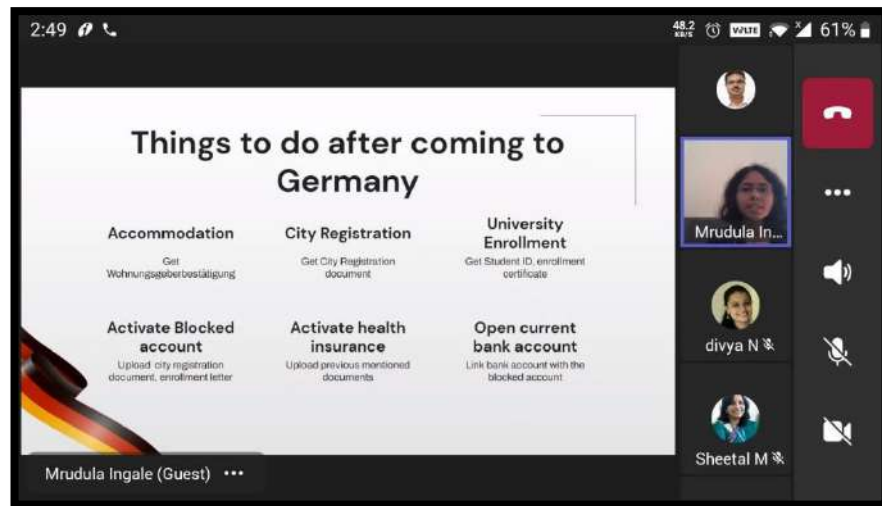 2:49
48.2 KB/S VoLTE x 61%
Things to do after coming to
Germany
Accommodation
Get
Wohnungsgeberbestätigung
City Registration
Get City Registration
document
University
Enrollment
Get Student ID, enrollment
certificate
Activate Blocked
account
Upload city registration
document, enrollment letter
Activate health
insurance
Upload previous mentioned
documents
Open current
bank account
Link bank account with the
blocked account
Mrudula In...
divya N
Sheetal M
Mrudula Ingale (Guest)